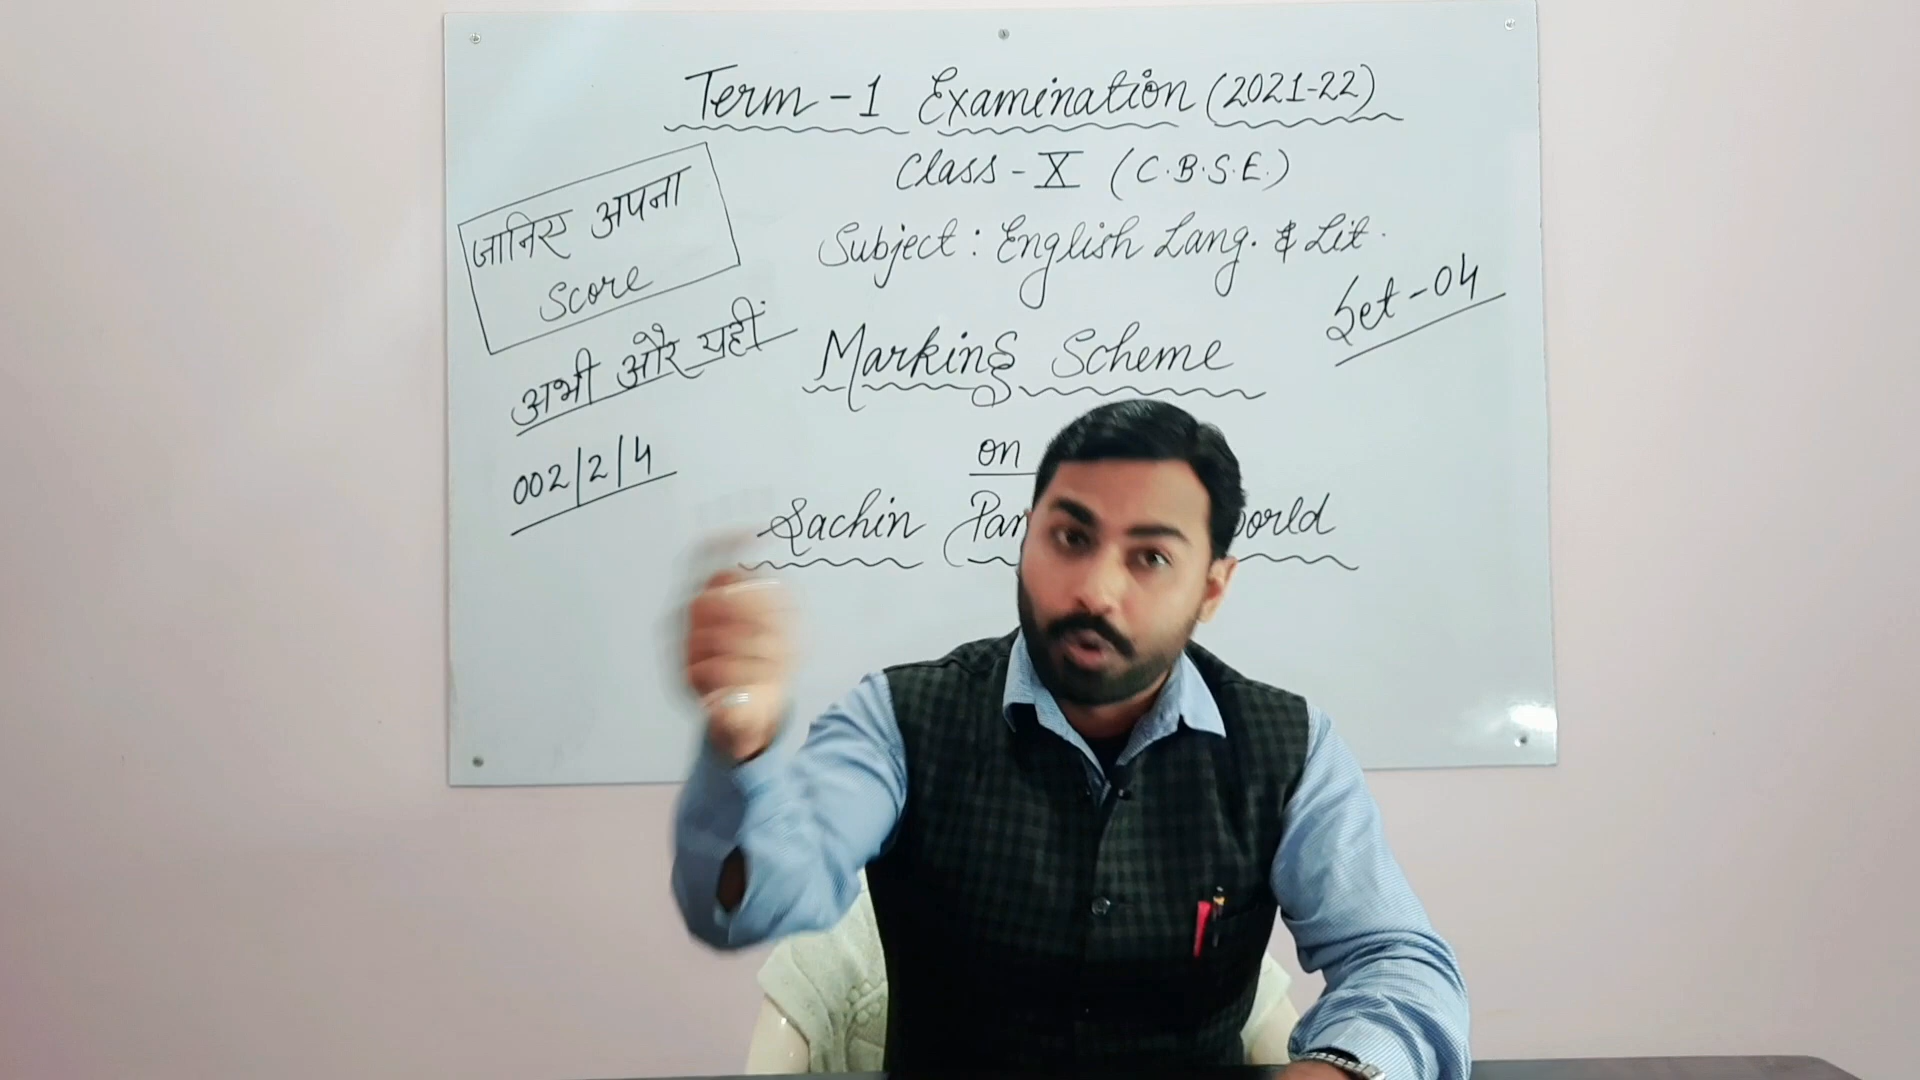 Term - 1 Examination (2021-22)
Class - X (C.B.S.E.)
Subject : English Lang. & Lit.
Set - 04
जानिए अपना
Score
अभी और यहीं
002/2/4
Marking Scheme
on
Sachin